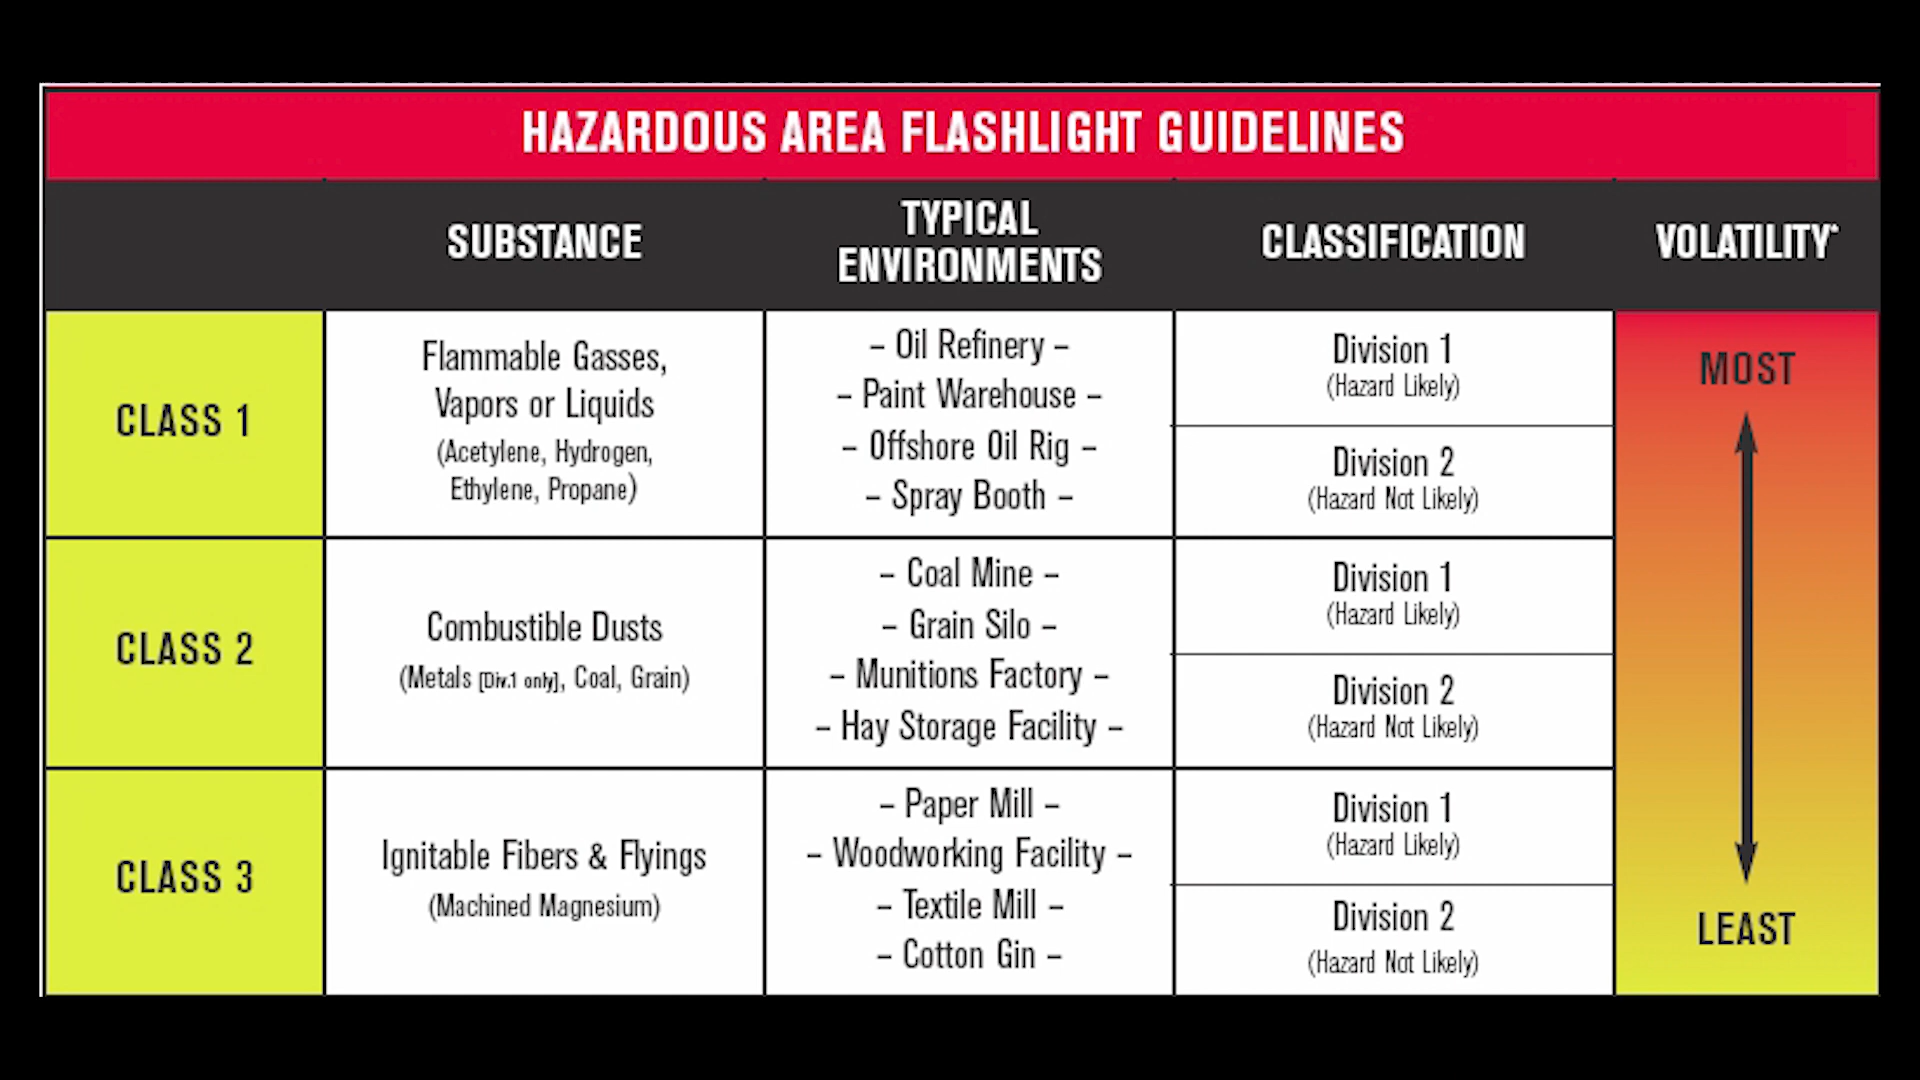 HAZARDOUS AREA FLASHLIGHT GUIDELINES
SUBSTANCE
TYPICAL
ENVIRONMENTS
CLASSIFICATION
VOLATILITY*
CLASS 1
Flammable Gasses,
Vapors or Liquids
(Acetylene, Hydrogen,
Ethylene, Propane)
– Oil Refinery –
– Paint Warehouse –
– Offshore Oil Rig –
– Spray Booth –
Division 1
(Hazard Likely)
Division 2
(Hazard Not Likely)
MOST
CLASS 2
Combustible Dusts
(Metals [Div.1 only], Coal, Grain)
– Coal Mine –
– Grain Silo –
– Munitions Factory –
– Hay Storage Facility –
Division 1
(Hazard Likely)
Division 2
(Hazard Not Likely)
CLASS 3
Ignitable Fibers & Flyings
(Machined Magnesium)
– Paper Mill –
– Woodworking Facility –
– Textile Mill –
– Cotton Gin –
Division 1
(Hazard Likely)
Division 2
(Hazard Not Likely)
LEAST